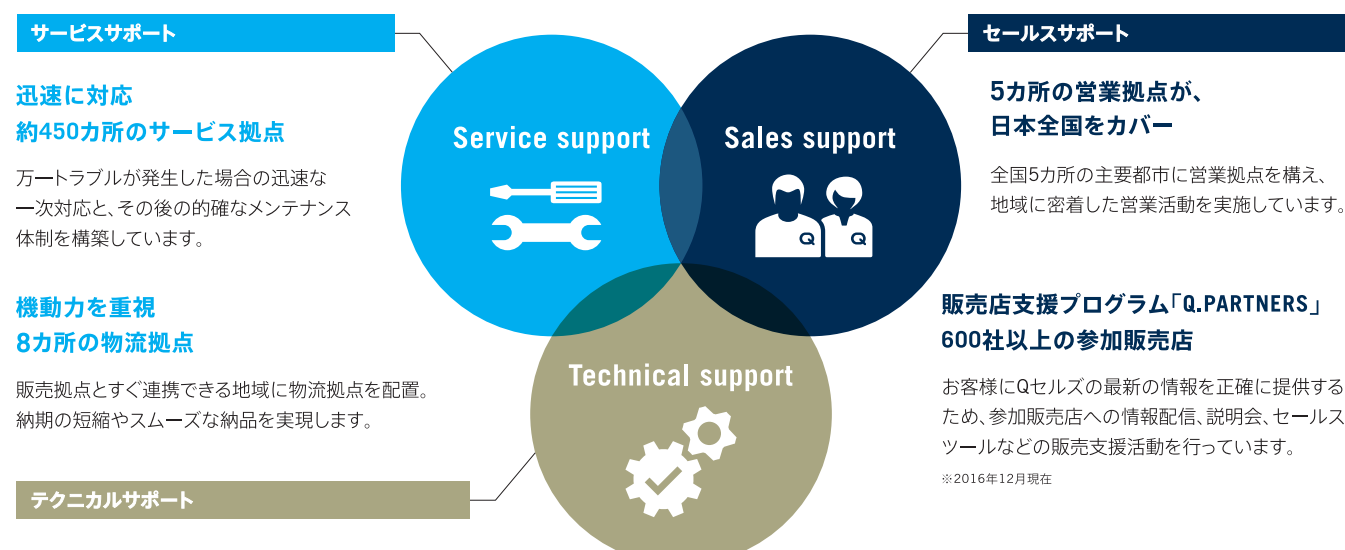 サービスサポート
迅速に対応
約450カ所のサービス拠点
万一トラブルが発生した場合の迅速な
一次対応と、その後の的確なメンテナンス
体制を構築しています。
機動力を重視
8カ所の物流拠点
販売拠点とすぐ連携できる地域に物流拠点を配置。
納期の短縮やスムーズな納品を実現します。
テクニカルサポート
Service support
Sales support
Q Q
Technical support
セールスサポート
5カ所の営業拠点が、
日本全国をカバー
全国5カ所の主要都市に営業拠点を構え、
地域に密着した営業活動を実施しています。
販売店支援プログラム「Q.PARTNERS」
600社以上の参加販売店
お客様にQセルズの最新の情報を正確に提供する
ため、参加販売店への情報配信、説明会、セールス
ツールなどの販売支援活動を行っています。
※2016年12月現在